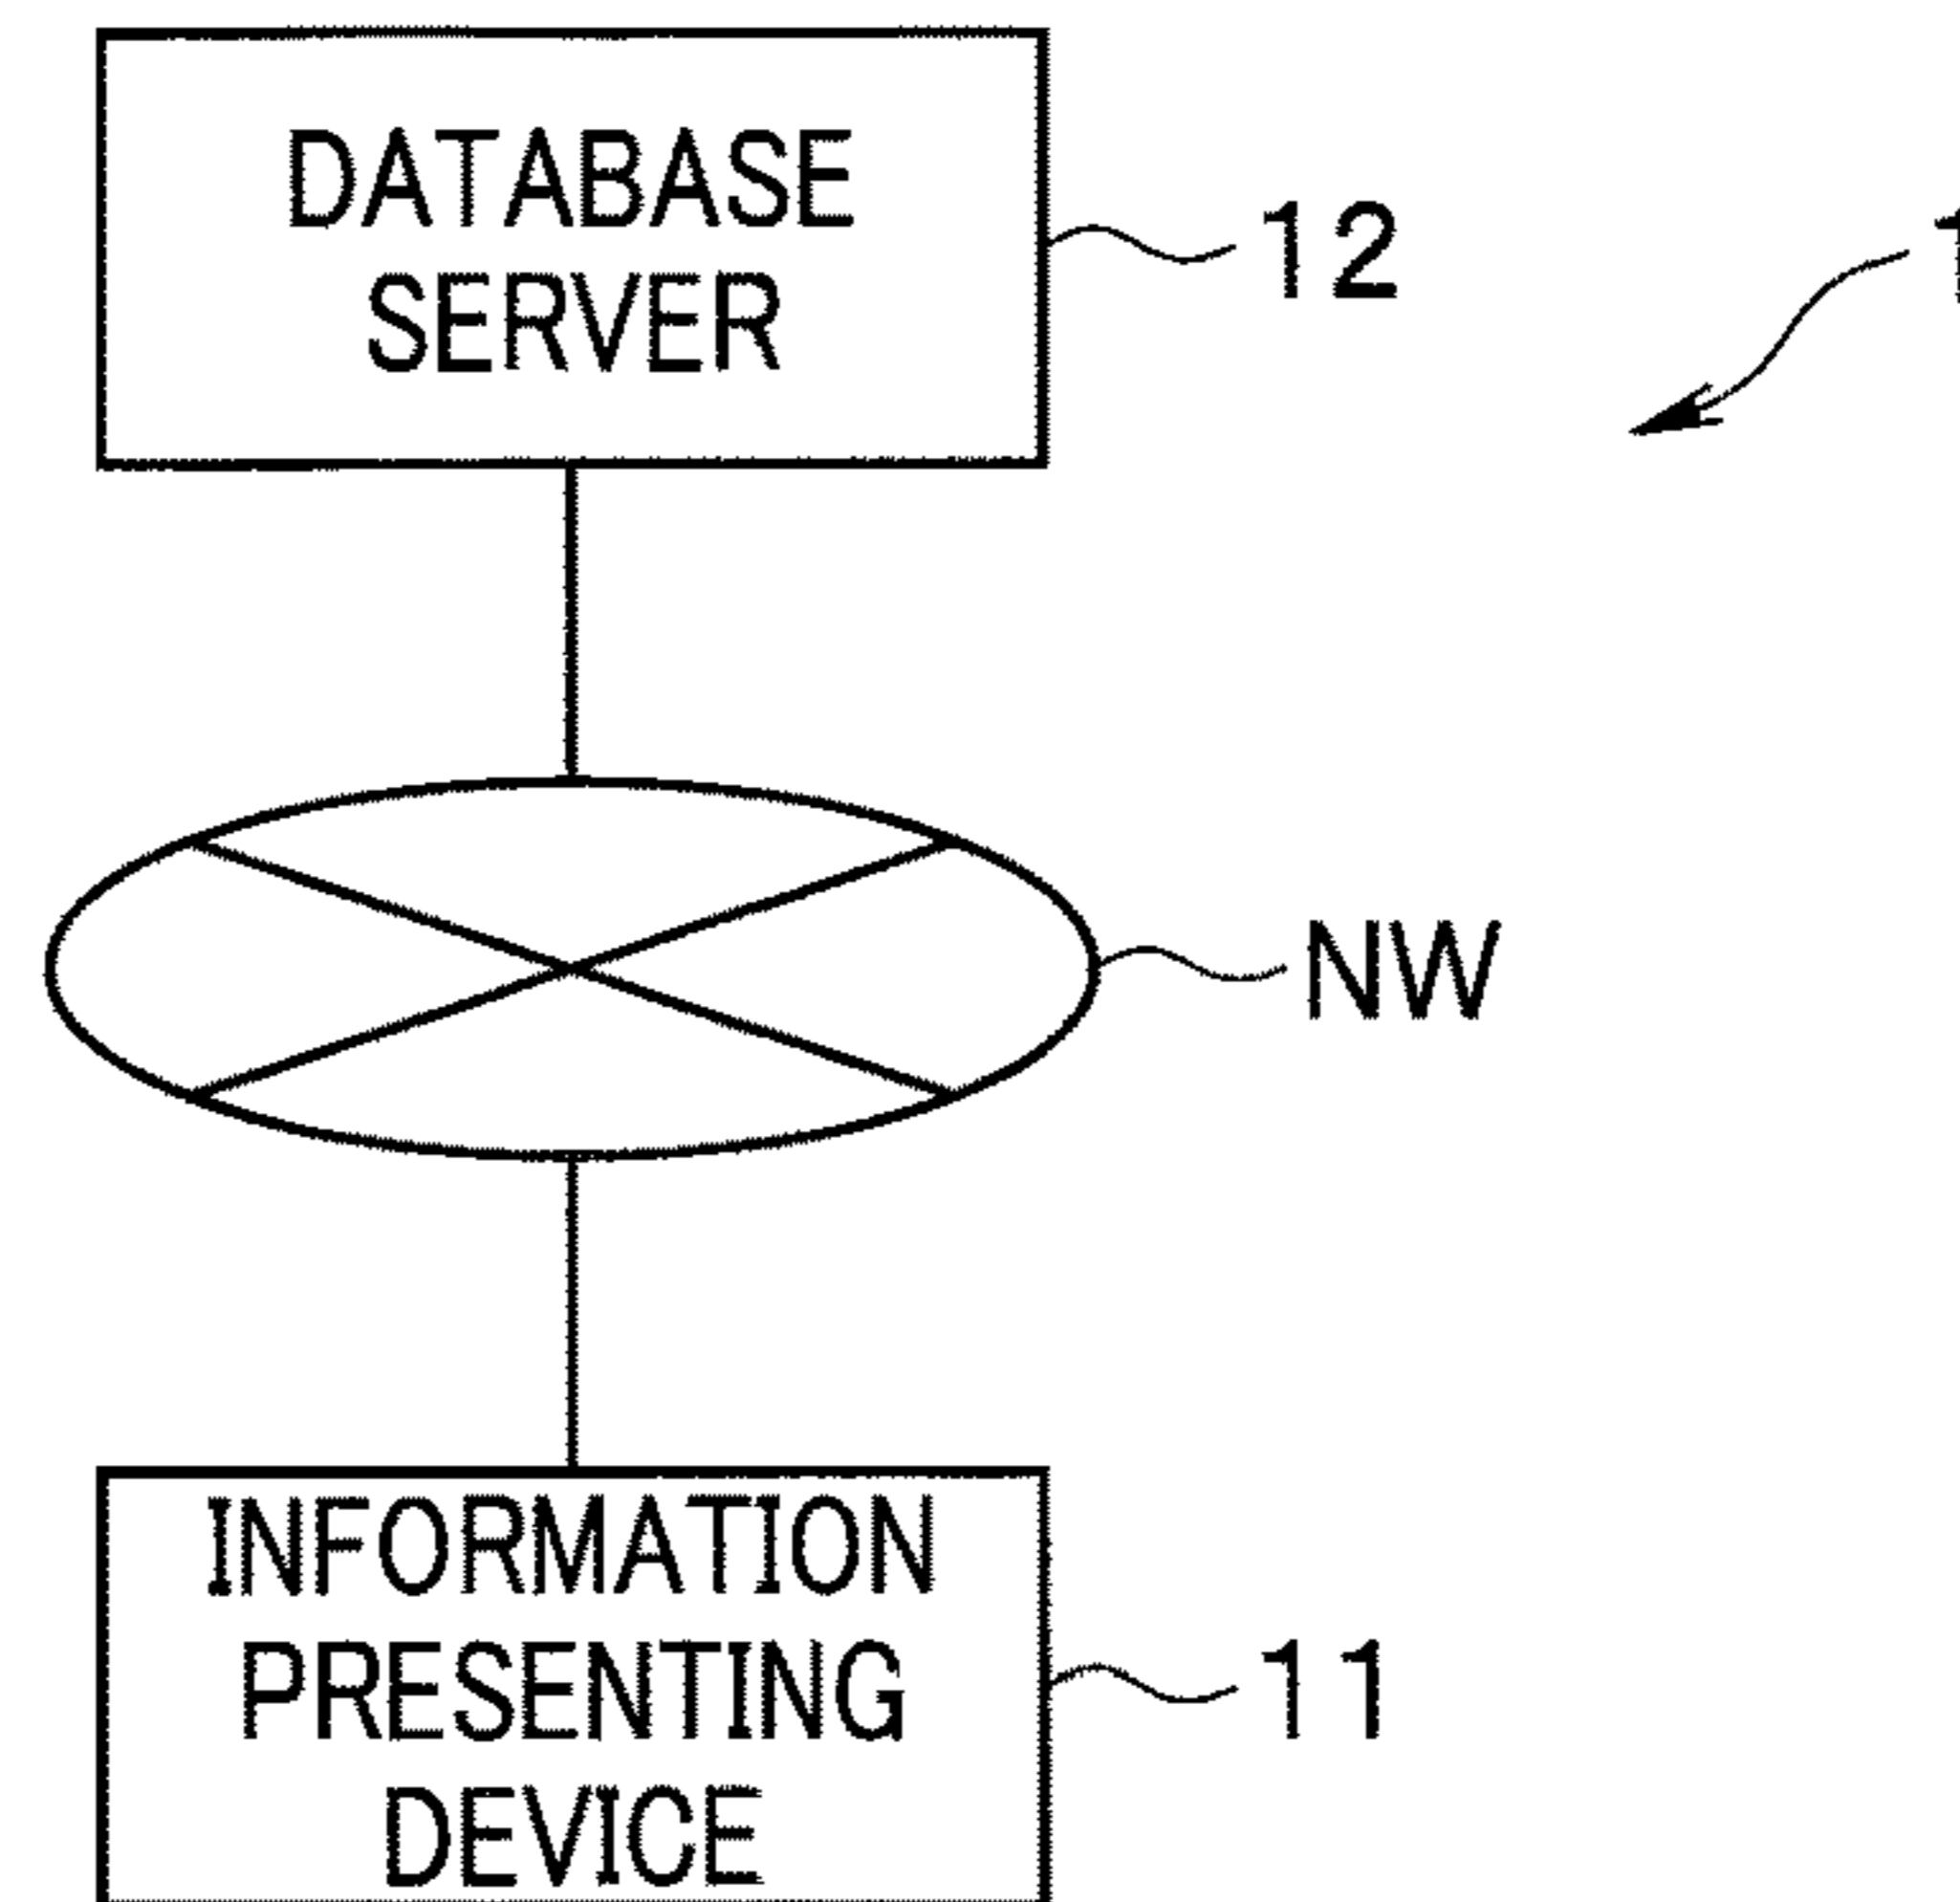 DATABASE
SERVER
12
NW
INFORMATION
PRESENTING
DEVICE
11